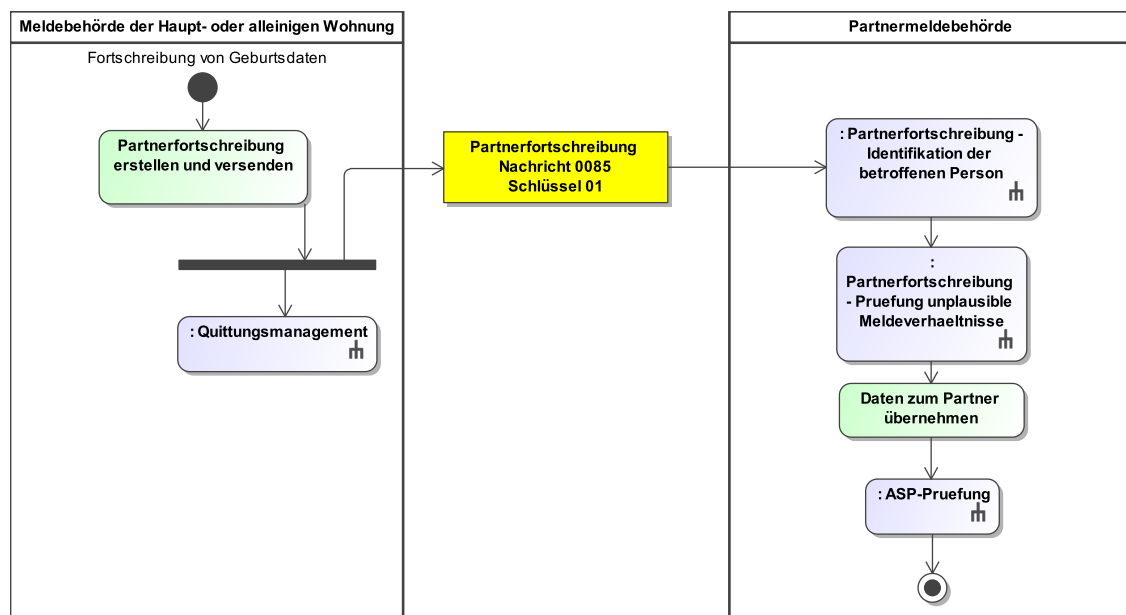 Meldebehörde der Haupt- oder alleinigen Wohnung
Fortschreibung von Geburtsdaten
Partnerfortschreibung
erstellen und versenden
: Quittungsmanagement
Partnerfortschreibung
Nachricht 0085
Schlüssel 01
Partnermeldebehörde
: Partnerfortschreibung -
Identifikation der
betroffenen Person
:
Partnerfortschreibung
- Pruefung unplausible
Meldeverhaeltnisse
Daten zum Partner
übernehmen
: ASP-Pruefung